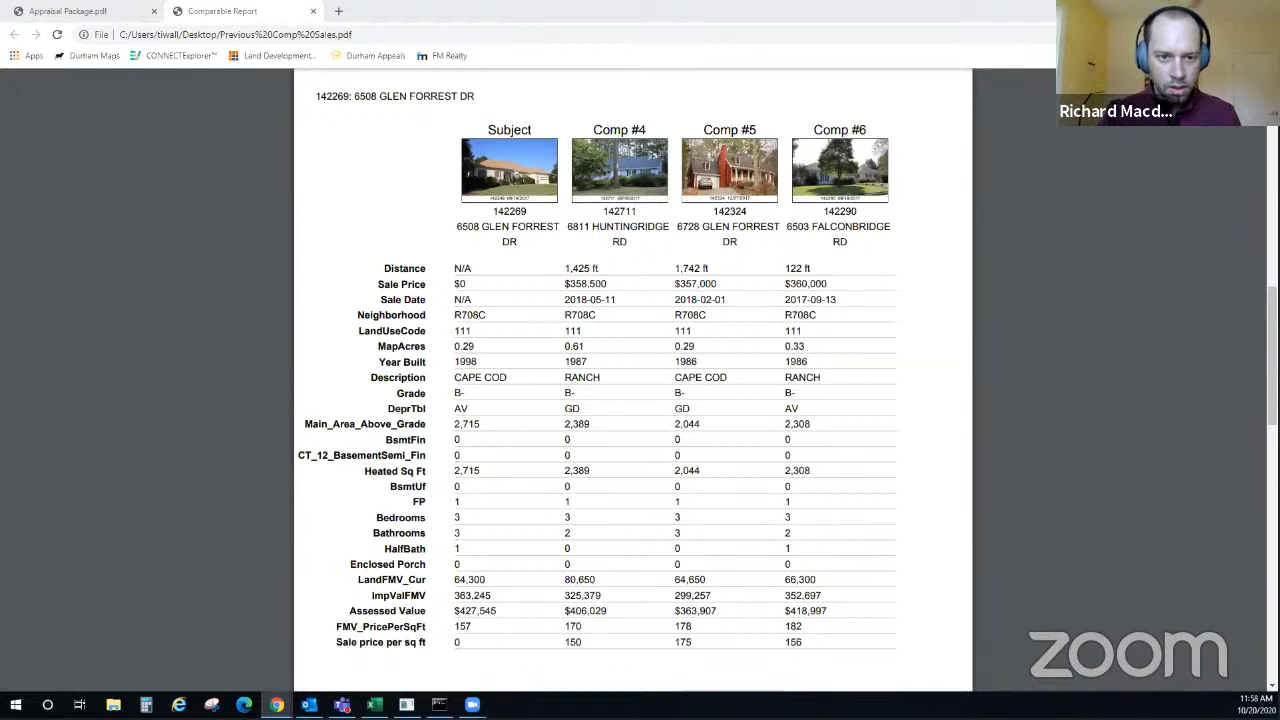 Appraisal Package.pdf
Comparable Report
File C:/Users/tiwall/Desktop/Previous%20Comp%20Sales.pdf
Apps Durham Maps CONNECTExplorer™ Land Development... Durham Appeals FM Realty
Richard Macd...
142269: 6508 GLEN FORREST DR
Subject Comp #4 Comp #5 Comp #6
142269 142711 142324 142290
6508 GLEN FORREST 6811 HUNTINGRIDGE 6728 GLEN FORREST 6503 FALCONBRIDGE
DR RD DR RD
Distance N/A 1,425 ft 1,742 ft 122 ft
Sale Price $0 $358,500 $357,000 $360,000
Sale Date N/A 2018-05-11 2018-02-01 2017-09-13
Neighborhood R708C R708C R708C R708C
LandUseCode 111 111 111 111
MapAcres 0.29 0.61 0.29 0.33
Year Built 1998 1987 1986 1986
Description CAPE COD RANCH CAPE COD RANCH
Grade B- B- B- B-
DeprTbl AV GD GD AV
Main_Area_Above_Grade 2,715 2,389 2,044 2,308
BsmtFin 0 0 0 0
CT_12_BasementSemi_Fin 0 0 0 0
Heated Sq Ft 2,715 2,389 2,044 2,308
BsmtUf 0 0 0 0
FP 1 1 1 1
Bedrooms 3 3 3 3
Bathrooms 3 2 3 2
HalfBath 1 0 0 1
Enclosed Porch 0 0 0 0
LandFMV_Cur 64,300 80,650 64,650 66,300
ImpValFMV 363,245 325,379 299,257 352,697
Assessed Value $427,545 $406,029 $363,907 $418,997
FMV_PricePerSqFt 157 170 178 182
Sale price per sq ft 0 150 175 156
zoom
11:58 AM
10/20/2020